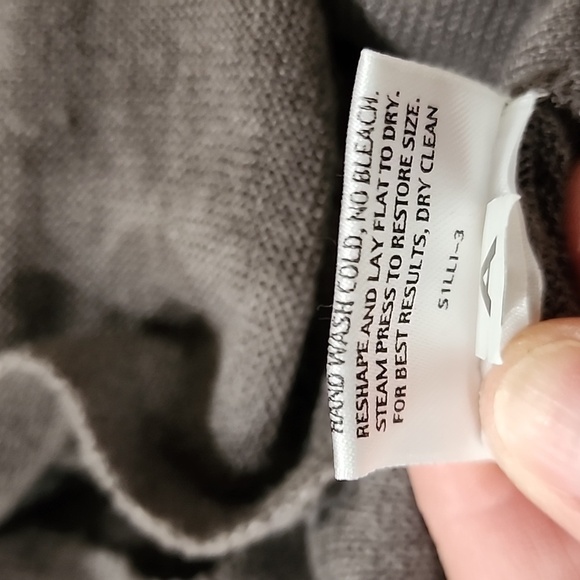 HAND WASH COLD, NO BLEACH.
RESHAPE AND LAY FLAT TO DRY.
STEAM PRESS TO RESTORE SIZE.
FOR BEST RESULTS, DRY CLEAN
S1LL1-3
A